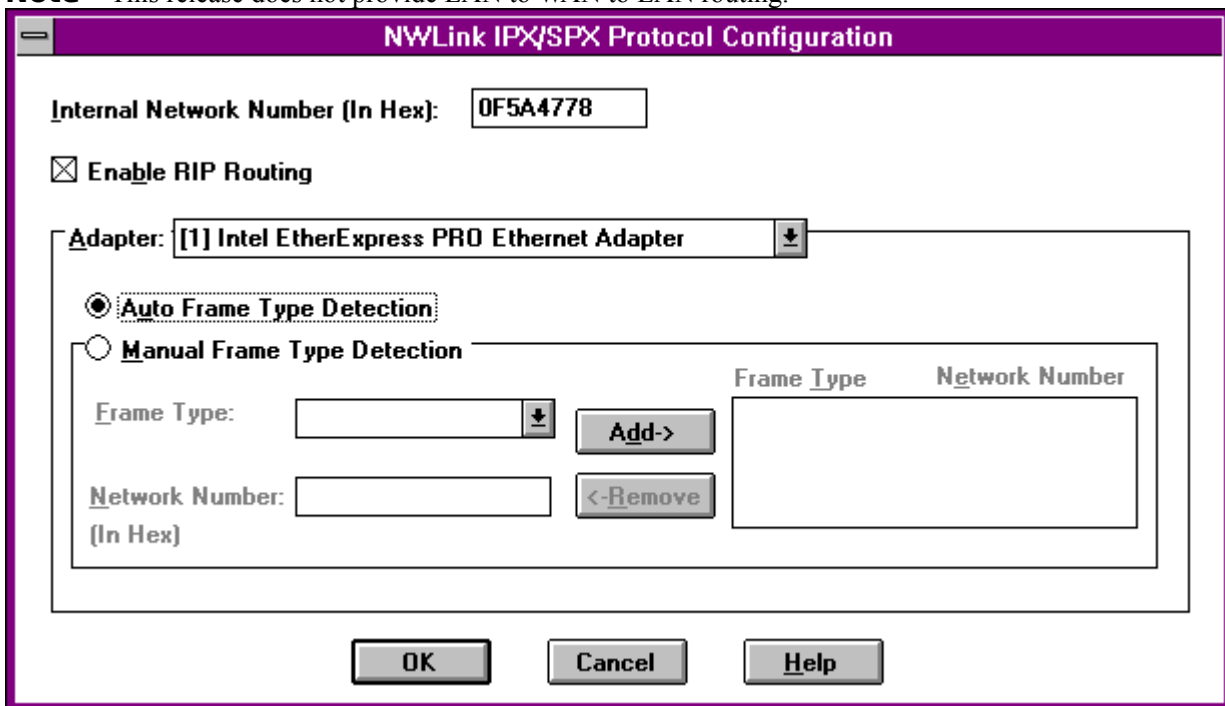 Note This release does not provide LAN to WAN to LAN routing.
NWLink IPX/SPX Protocol Configuration
Internal Network Number (In Hex): 0F5A4778
Enable RIP Routing
Adapter: [1] Intel EtherExpress PRO Ethernet Adapter
Auto Frame Type Detection
Manual Frame Type Detection
Frame Type Network Number
Frame Type:
Add->
Network Number:
(In Hex)
<-Remove
OK Cancel Help